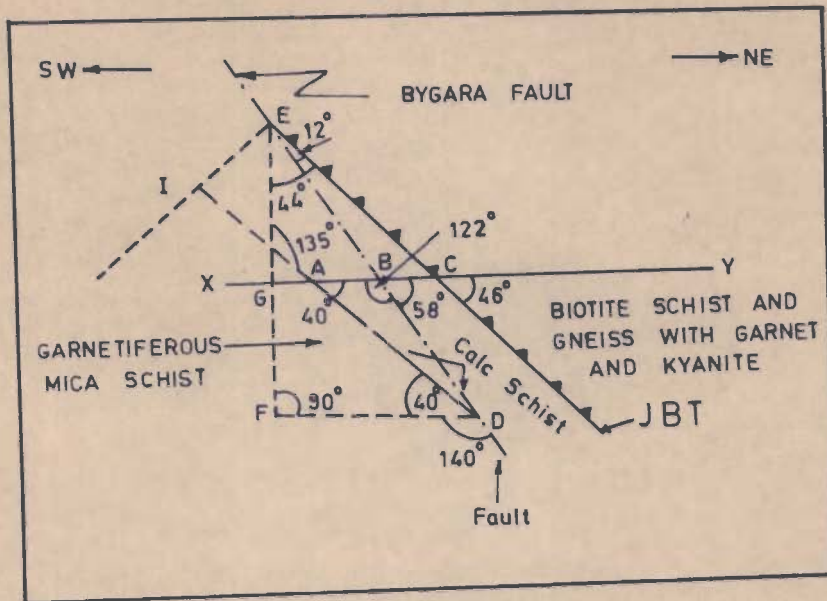 SW
NE
BYGARA FAULT
E
12°
I
44°
135°
122°
X
A
B
C
Y
G
40°
58°
46°
BIOTITE SCHIST AND
GNEISS WITH GARNET
AND KYANITE
GARNETIFEROUS
MICA SCHIST
Calc Schist
F
90°
40°
D
JBT
140°
Fault